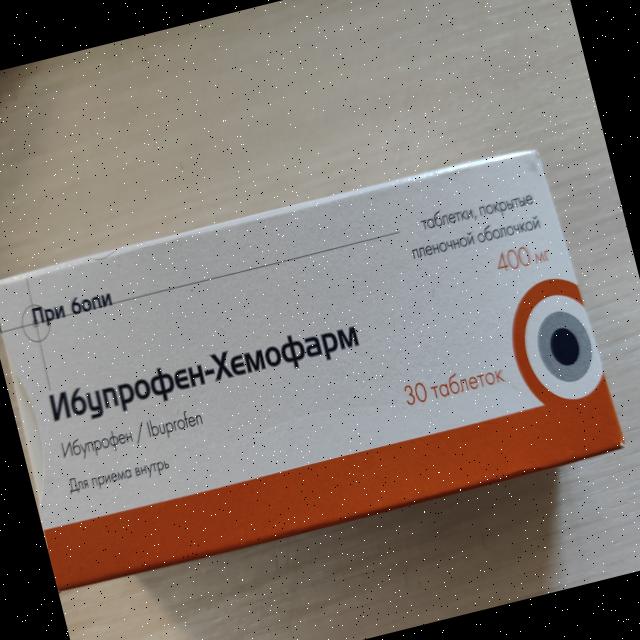 таблетки, покрытые
пленочной оболочкой
400 мг
При боли
Ибупрофен-Хемофарм
Ибупрофен / Ibuprofen
Для приема внутрь
30 таблеток